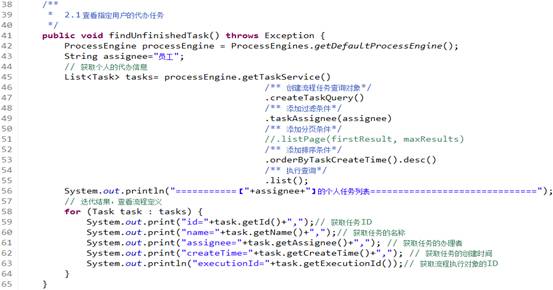 38 /**
39 * 2.1查看指定用户的代办任务
40 */
41 public void findUnfinishedTask() throws Exception {
42 ProcessEngine processEngine = ProcessEngines.getDefaultProcessEngine();
43 String assignee="员工";
44 // 获取个人的代办信息
45 List<Task> tasks= processEngine.getTaskService()
46 /** 创建流程任务查询对象*/
47 .createTaskQuery()
48 /** 添加过滤条件*/
49 .taskAssignee(assignee)
50 /** 添加分页条件*/
51 //.listPage(firstResult, maxResults)
52 /** 添加排序条件*/
53 .orderByTaskCreateTime().desc()
54 /** 执行查询*/
55 .list();
56 System.out.println("===========【"+assignee+"】的个人任务列表==============================");
57 // 迭代结果，查看流程定义
58 for (Task task : tasks) {
59 System.out.print("id="+task.getId()+",");// 获取任务ID
60 System.out.print("name="+task.getName()+",");// 获取任务的名称
61 System.out.print("assignee="+task.getAssignee()+","); // 获取任务的办理者
62 System.out.print("createTime="+task.getCreateTime()+","); // 获取任务的创建时间
63 System.out.println("executionId="+task.getExecutionId());// 获取流程执行对象的ID
64 }
65 }